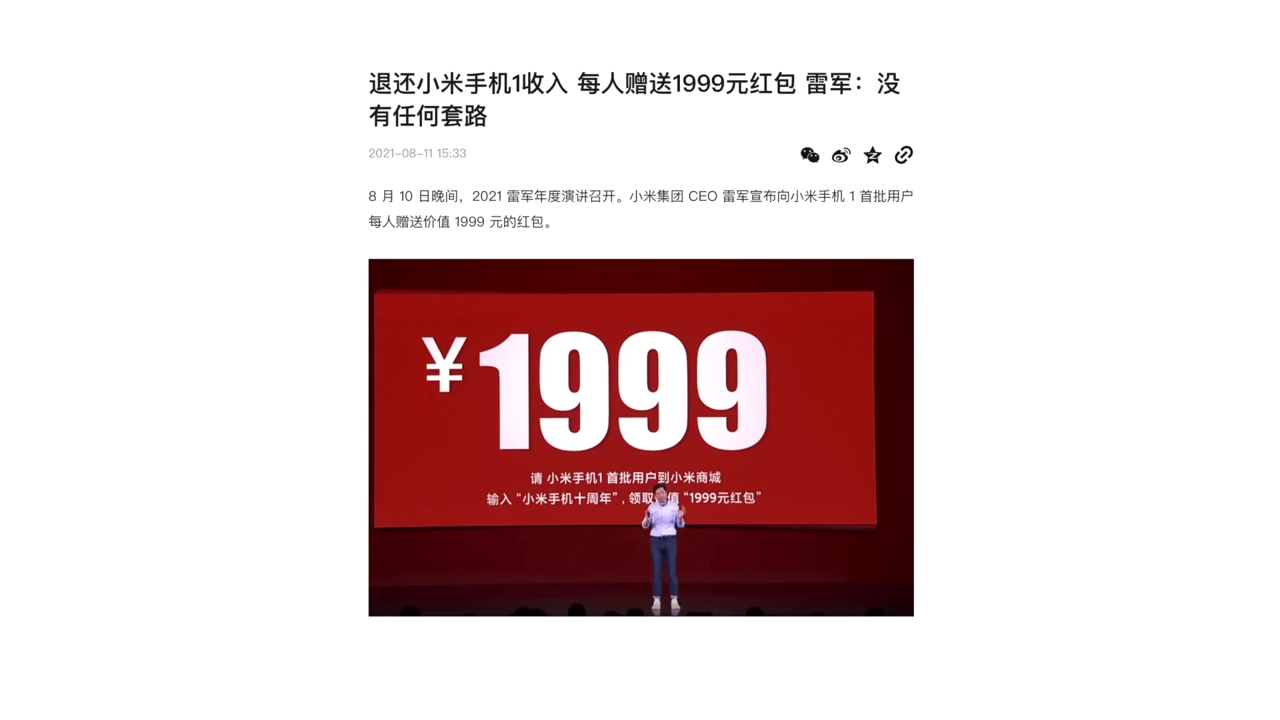 退还小米手机1收入 每人赠送1999元红包 雷军：没
有任何套路
2021-08-11 15:33
8 月 10 日晚间，2021 雷军年度演讲召开。小米集团 CEO 雷军宣布向小米手机 1 首批用户
每人赠送价值 1999 元的红包。
¥1999
请 小米手机1 首批用户到小米商城
输入“小米手机十周年”, 领取 值“1999元红包”